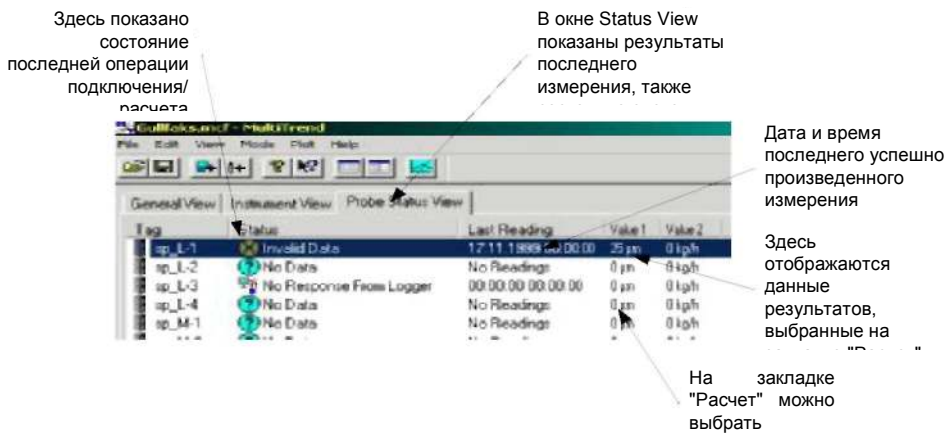 Здесь показано
состояние
последней операции
подключения/
расчета
В окне Status View
показаны результаты
последнего
измерения, также
Gullfaks.mcf - MultiTrend
File Edit View Mode Plot Help
General View Instrument View Probe Status View
Tag Status Last Reading Value 1 Value 2
sp_L-1 Invalid Data 17.11.1999 00:00:00 25 µm 0 kg/h
sp_L-2 No Data No Readings 0 µm 0 kg/h
sp_L-3 No Response From Logger 00:00:00 00:00:00 0 µm 0 kg/h
sp_L-4 No Data No Readings 0 µm 0 kg/h
sp_M-1 No Data No Readings 0 µm 0 kg/h
Дата и время
последнего успешно
произведенного
измерения
Здесь
отображаются
данные
результатов,
выбранные на
"Расчет"
На закладке
"Расчет" можно
выбрать